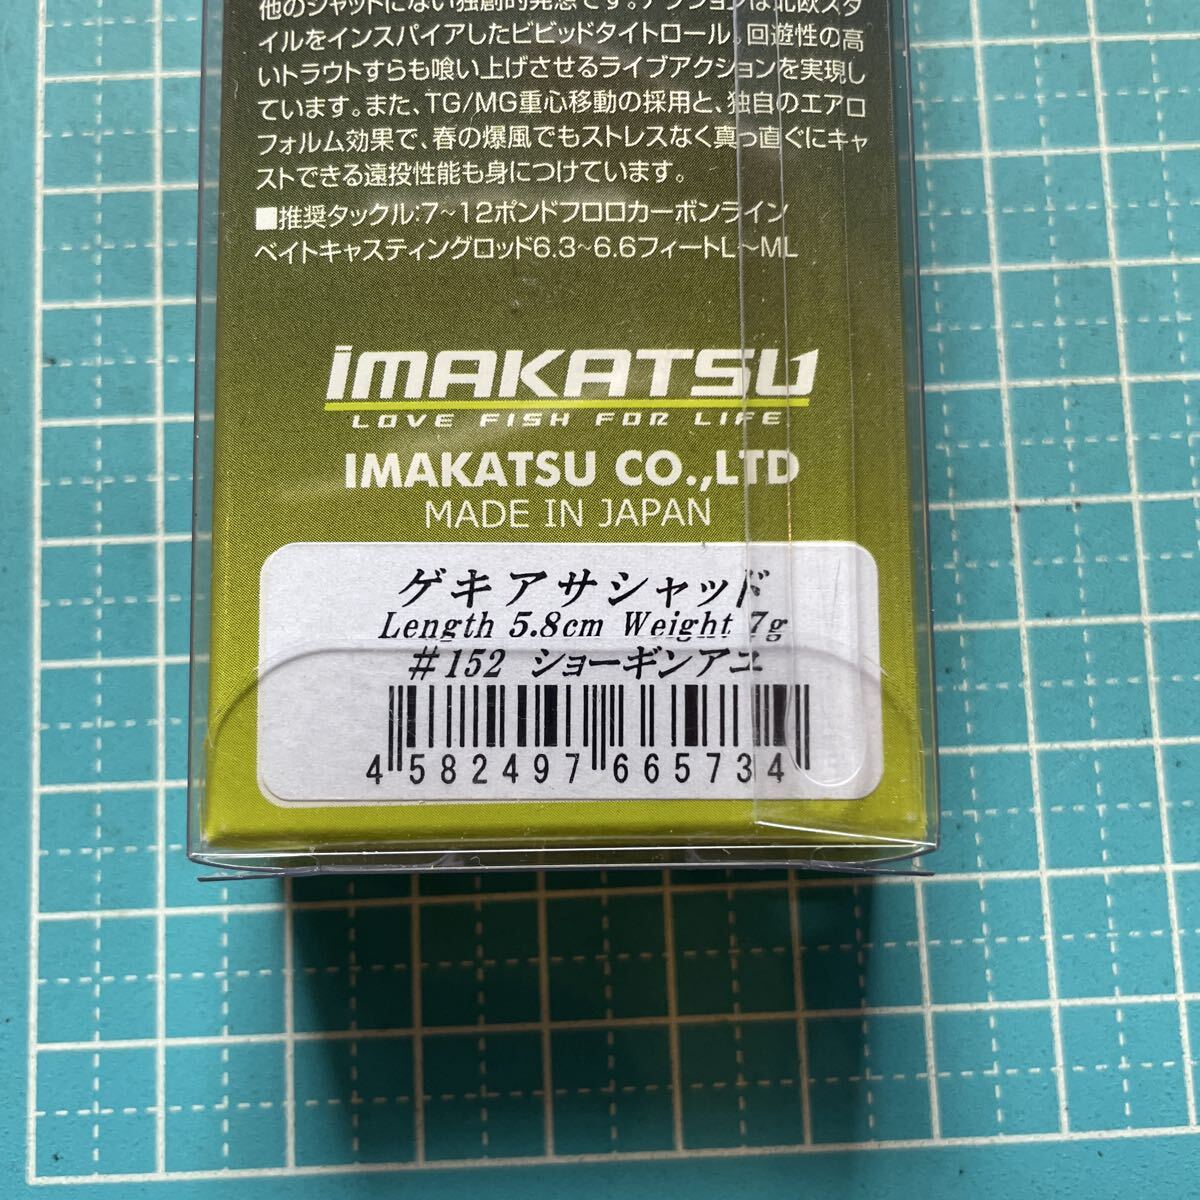 他のシャッドにない独創的発想です。アクションは北欧スタ
イルをインスパイアしたビビッドタイトロール。回遊性の高
いトラウトすらも喰い上げさせるライブアクションを実現し
ています。また、TG/MG重心移動の採用と、独自のエアロ
フォルム効果で、春の爆風でもストレスなく真っ直ぐにキャ
ストできる遠投性能も身につけています。
■推奨タックル:7~12ポンドフロロカーボンライン
ベイトキャスティングロッド6.3~6.6フィートL~ML
imAKATSU
LOVE FISH FOR LIFE
IMAKATSU CO.,LTD
MADE IN JAPAN
ゲキアサシャッド
Length 5.8cm Weight 7g
#152 ショーギンアユ
4 582497 665734